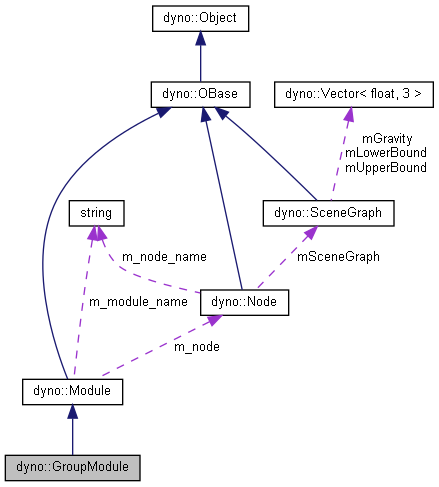 dyno::Object
dyno::OBase
dyno::Vector< float, 3 >
mGravity
mLowerBound
mUpperBound
string
dyno::SceneGraph
m_node_name
mSceneGraph
m_module_name
dyno::Node
m_node
dyno::Module
dyno::GroupModule